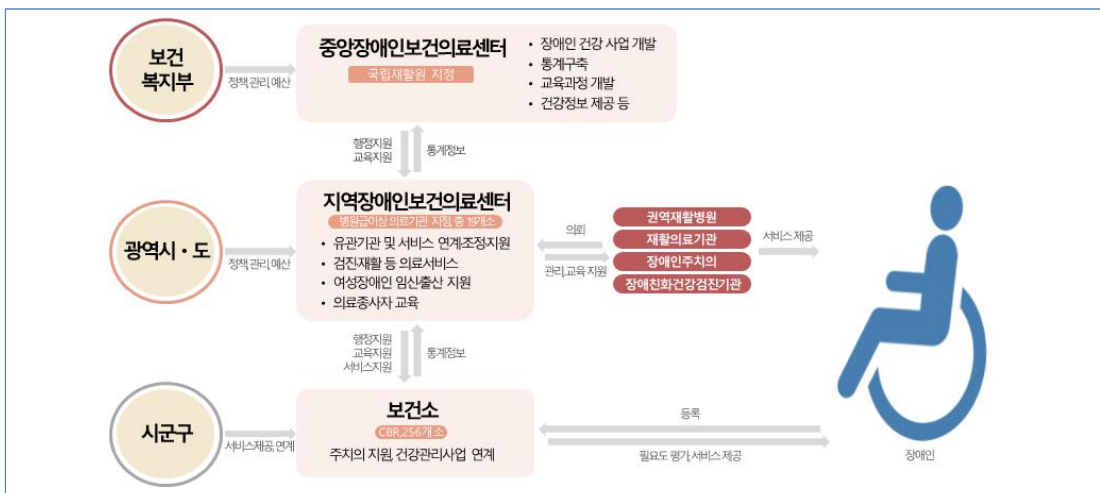 보건
복지부
정책, 관리, 예산
중앙장애인보건의료센터
국립재활원 지정
• 장애인 건강 사업 개발
• 통계구축
• 교육과정 개발
• 건강정보 제공 등
행정지원
교육지원
통계정보
광역시・도
정책, 관리, 예산
지역장애인보건의료센터
병원급이상 의료기관 지정, 총 19개소
• 유관기관 및 서비스 연계·조정지원
• 검진·재활 등 의료서비스
• 여성장애인 임신출산 지원
• 의료종사자 교육
의뢰
관리, 교육 지원
권역재활병원
재활의료기관
장애인주치의
장애친화건강검진기관
서비스 제공
행정지원
교육지원
서비스지원
통계정보
시군구
서비스제공, 연계
보건소
CBR, 256개소
주치의 지원, 건강관리사업 연계
등록
필요도 평가, 서비스 제공
장애인